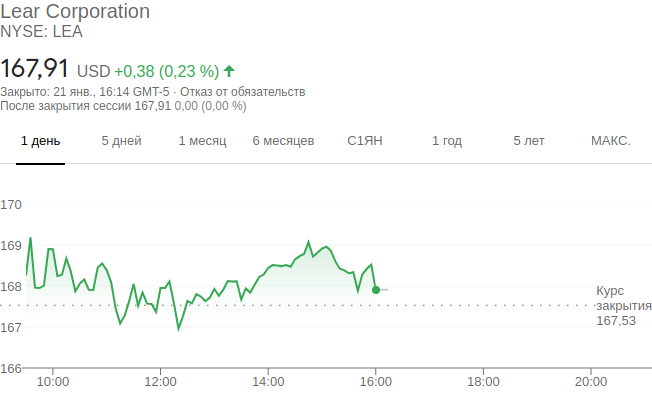 Lear Corporation
NYSE: LEA
167,91 USD +0,38 (0,23 %)
Закрыто: 21 янв., 16:14 GMT-5 · Отказ от обязательств
После закрытия сессии 167,91 0,00 (0,00 %)
1 день 5 дней 1 месяц 6 месяцев С1ЯН 1 год 5 лет МАКС.
170
169
168
167
166
Курс
закрытия
167,53
10:00 12:00 14:00 16:00 18:00 20:00